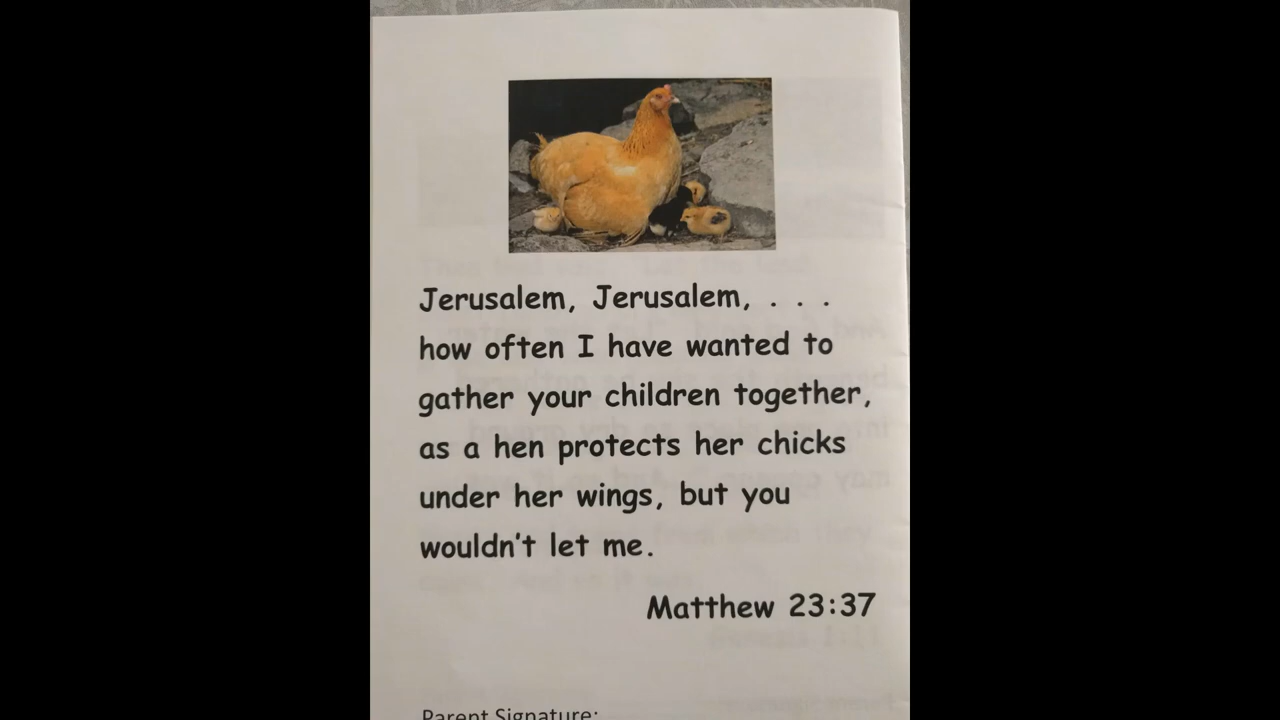 Jerusalem, Jerusalem, . . .
how often I have wanted to
gather your children together,
as a hen protects her chicks
under her wings, but you
wouldn't let me.
Matthew 23:37
Parent Signature: